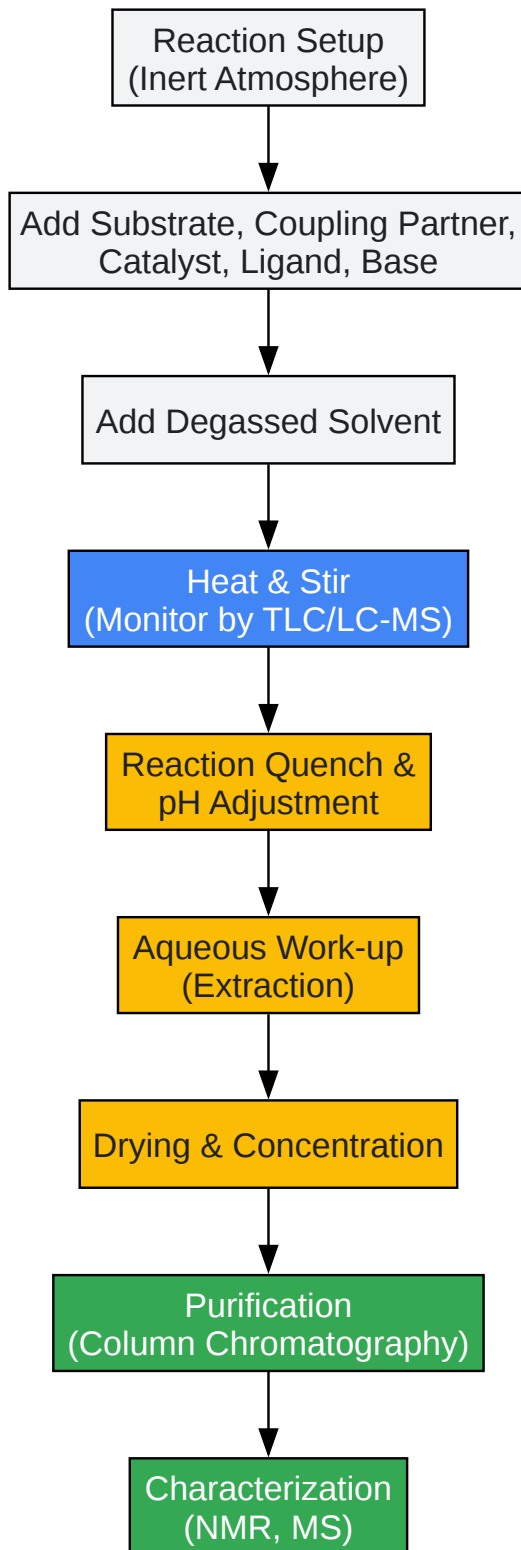 Reaction Setup
(Inert Atmosphere)
Add Substrate, Coupling Partner,
Catalyst, Ligand, Base
Add Degassed Solvent
Heat & Stir
(Monitor by TLC/LC-MS)
Reaction Quench &
pH Adjustment
Aqueous Work-up
(Extraction)
Drying & Concentration
Purification
(Column Chromatography)
Characterization
(NMR, MS)